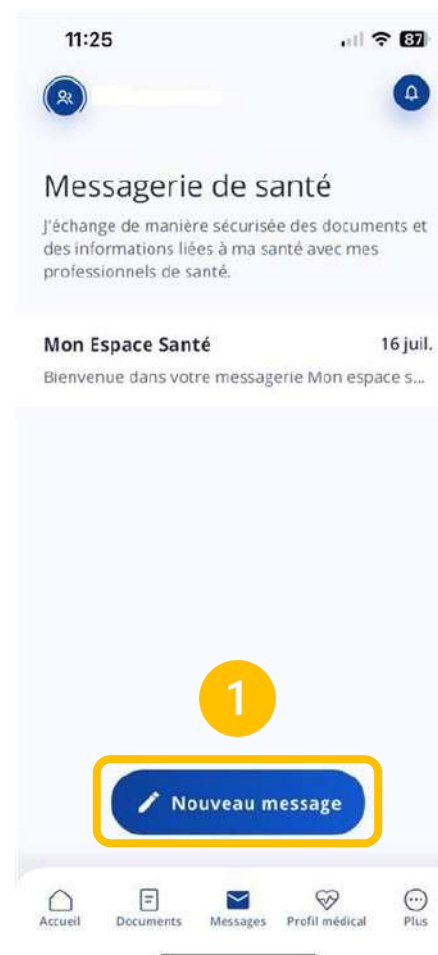 11:25
87
Messagerie de santé
J'échange de manière sécurisée des documents et
des informations liées à ma santé avec mes
professionnels de santé.
Mon Espace Santé 16 juil.
Bienvenue dans votre messagerie Mon espace s...
1
Nouveau message
Accueil Documents Messages Profil médical Plus